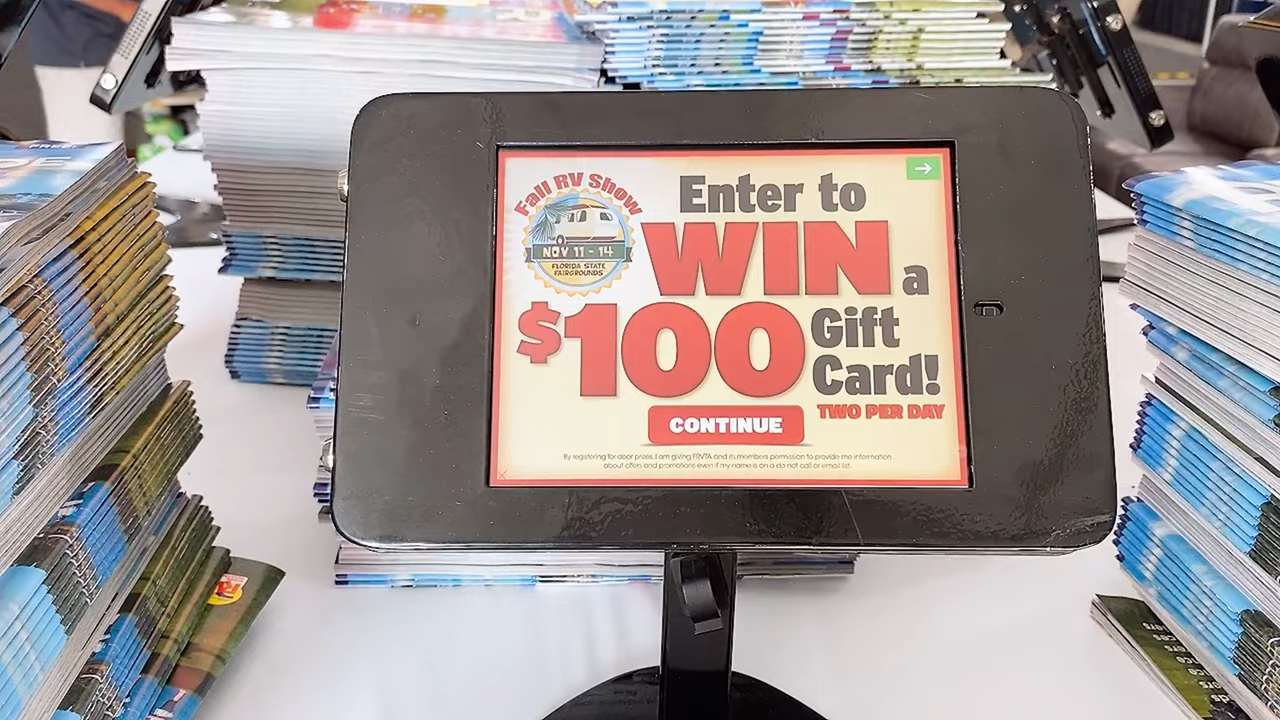 Fall RV Show
NOV 11 - 14
FLORIDA STATE
FAIRGROUNDS
Enter to
WIN a
$100
Gift
Card!
TWO PER DAY
CONTINUE
By registering for door prizes, I am giving FRVTA and its members permission to provide me information
about offers and promotions even if my name is on a do not call or email list.